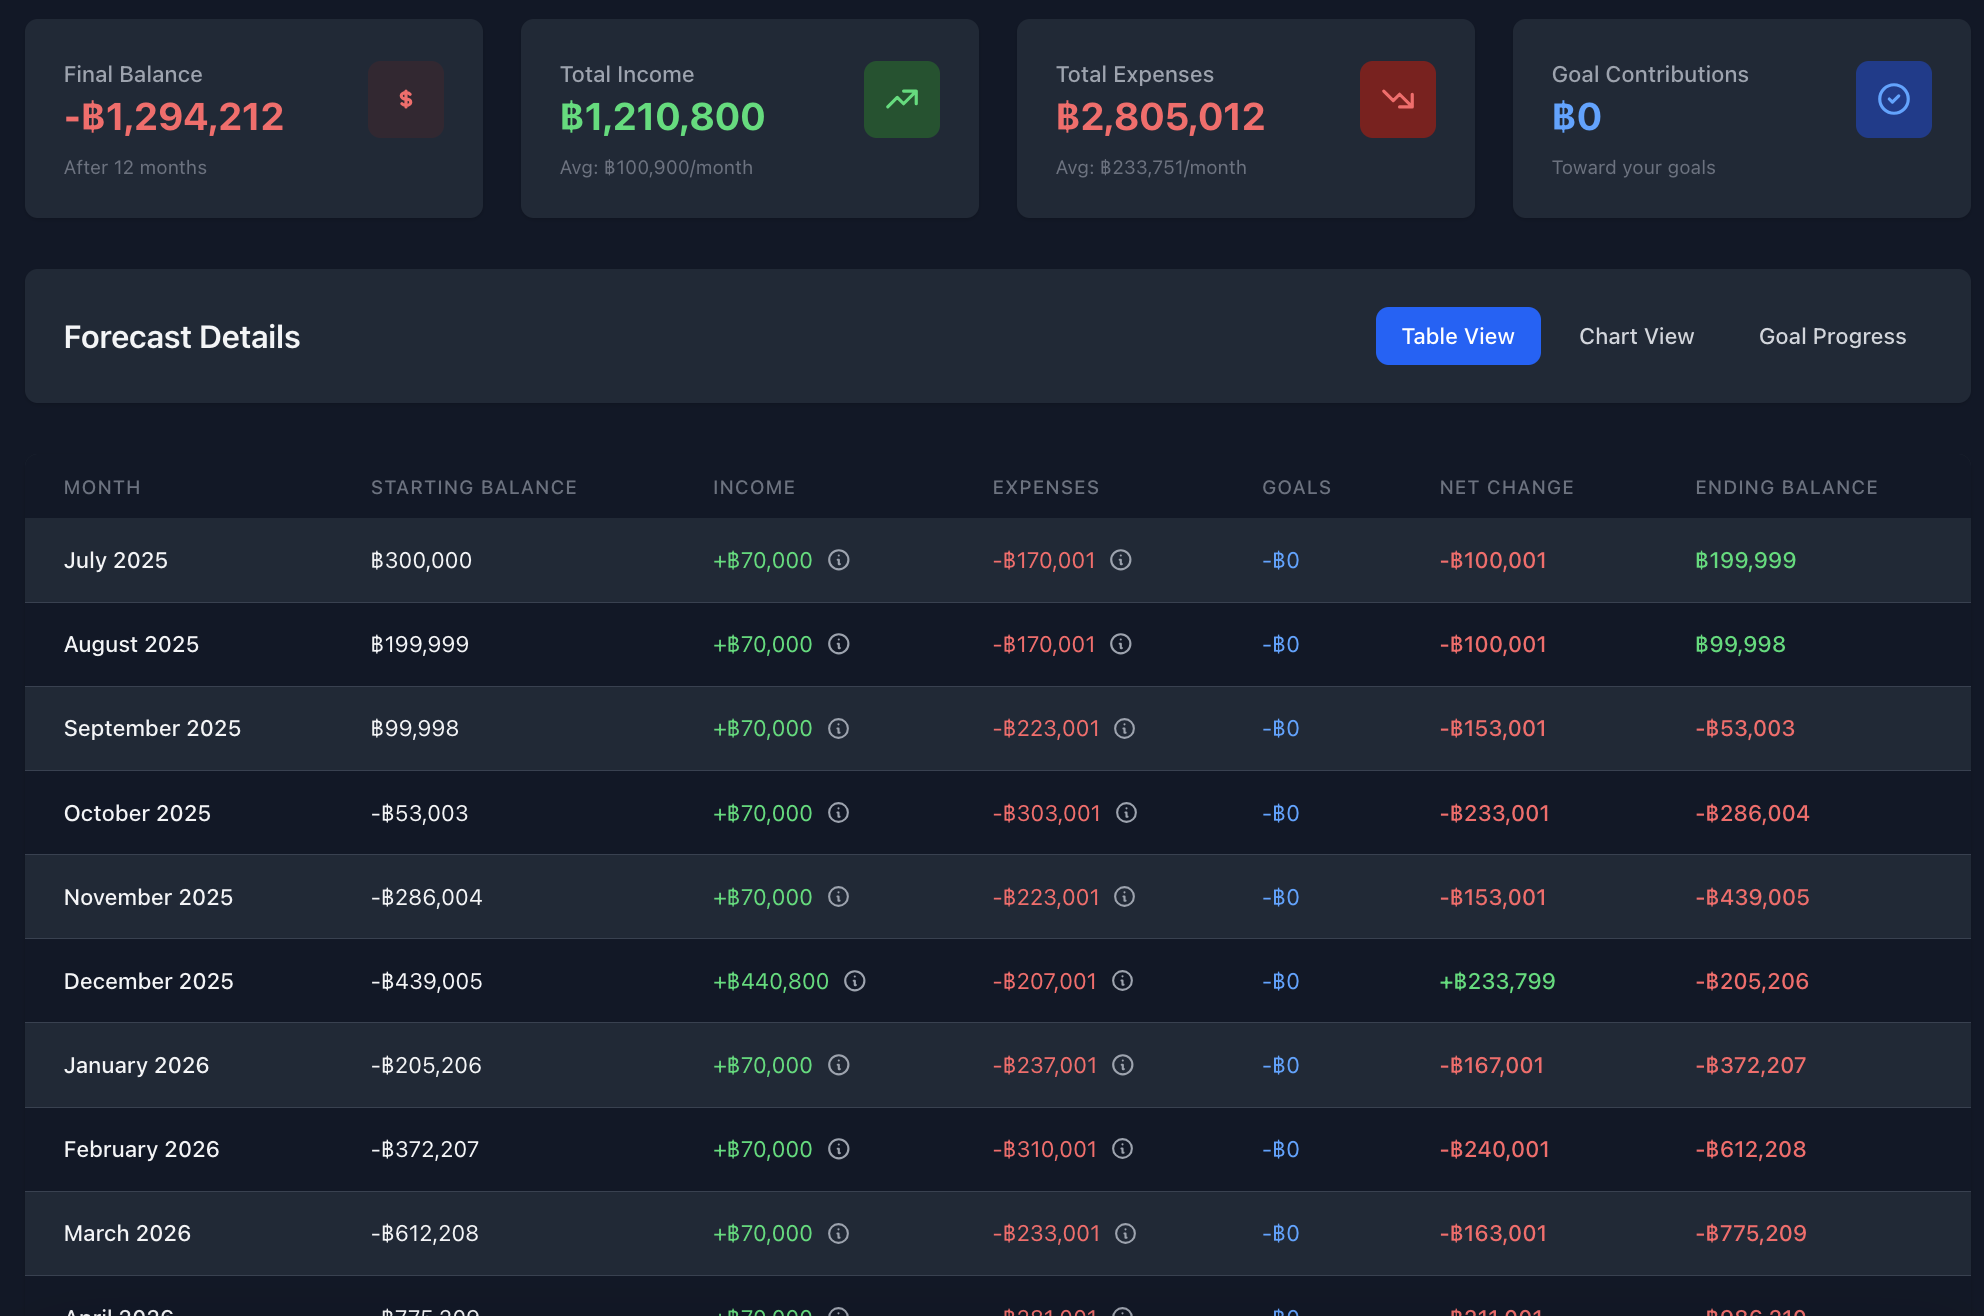 Final Balance
-฿1,294,212
After 12 months
$
Total Income
฿1,210,800
Avg: ฿100,900/month
Total Expenses
฿2,805,012
Avg: ฿233,751/month
Goal Contributions
฿0
Toward your goals
Forecast Details
Table View Chart View Goal Progress
MONTH STARTING BALANCE INCOME EXPENSES GOALS NET CHANGE ENDING BALANCE
July 2025 ฿300,000 +฿70,000 -฿170,001 -฿0 -฿100,001 ฿199,999
August 2025 ฿199,999 +฿70,000 -฿170,001 -฿0 -฿100,001 ฿99,998
September 2025 ฿99,998 +฿70,000 -฿223,001 -฿0 -฿153,001 -฿53,003
October 2025 -฿53,003 +฿70,000 -฿303,001 -฿0 -฿233,001 -฿286,004
November 2025 -฿286,004 +฿70,000 -฿223,001 -฿0 -฿153,001 -฿439,005
December 2025 -฿439,005 +฿440,800 -฿207,001 -฿0 +฿233,799 -฿205,206
January 2026 -฿205,206 +฿70,000 -฿237,001 -฿0 -฿167,001 -฿372,207
February 2026 -฿372,207 +฿70,000 -฿310,001 -฿0 -฿240,001 -฿612,208
March 2026 -฿612,208 +฿70,000 -฿233,001 -฿0 -฿163,001 -฿775,209
April 2026 -฿775,209 +฿70,000 -฿281,001 -฿0 -฿211,001 -฿986,210